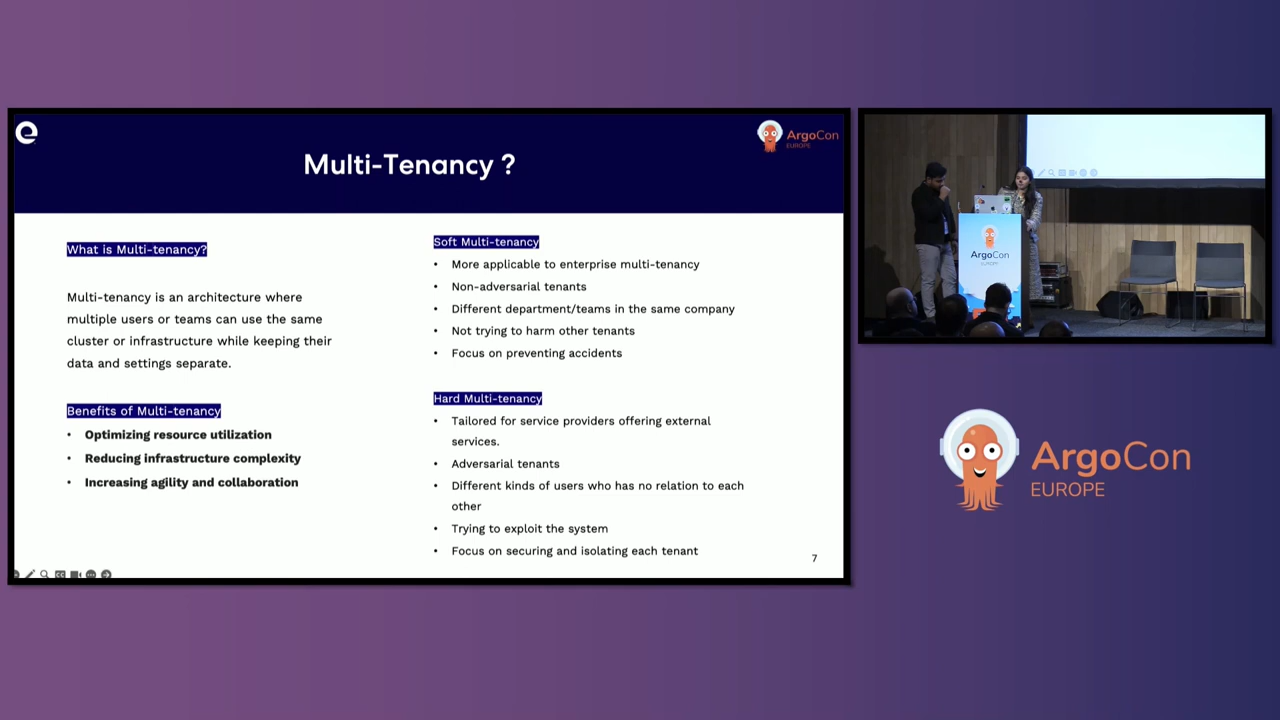 ArgoCon
EUROPE
Multi-Tenancy ?
What is Multi-tenancy?
Multi-tenancy is an architecture where
multiple users or teams can use the same
cluster or infrastructure while keeping their
data and settings separate.
Benefits of Multi-tenancy
• Optimizing resource utilization
• Reducing infrastructure complexity
• Increasing agility and collaboration
Soft Multi-tenancy
• More applicable to enterprise multi-tenancy
• Non-adversarial tenants
• Different department/teams in the same company
• Not trying to harm other tenants
• Focus on preventing accidents
Hard Multi-tenancy
• Tailored for service providers offering external
services.
• Adversarial tenants
• Different kinds of users who has no relation to each
other
• Trying to exploit the system
• Focus on securing and isolating each tenant
7
ArgoCon
EUROPE
ArgoCon
EUROPE